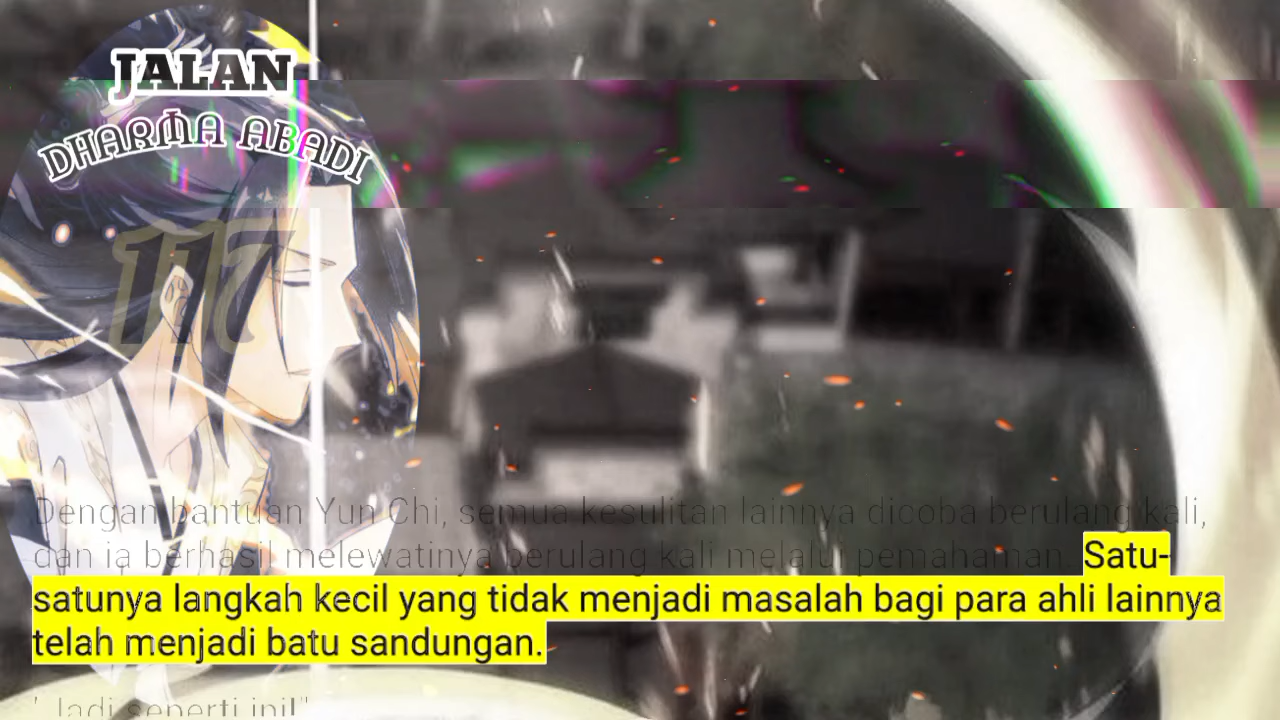 JALAN
DHARMA ABADI
117
Dengan bantuan Yun Chi, semua kesulitan lainnya dicoba berulang kali,
dan ia berhasil melewatinya berulang kali melalui pemahaman. Satu-
satunya langkah kecil yang tidak menjadi masalah bagi para ahli lainnya
telah menjadi batu sandungan.
"Jadi seperti ini!"